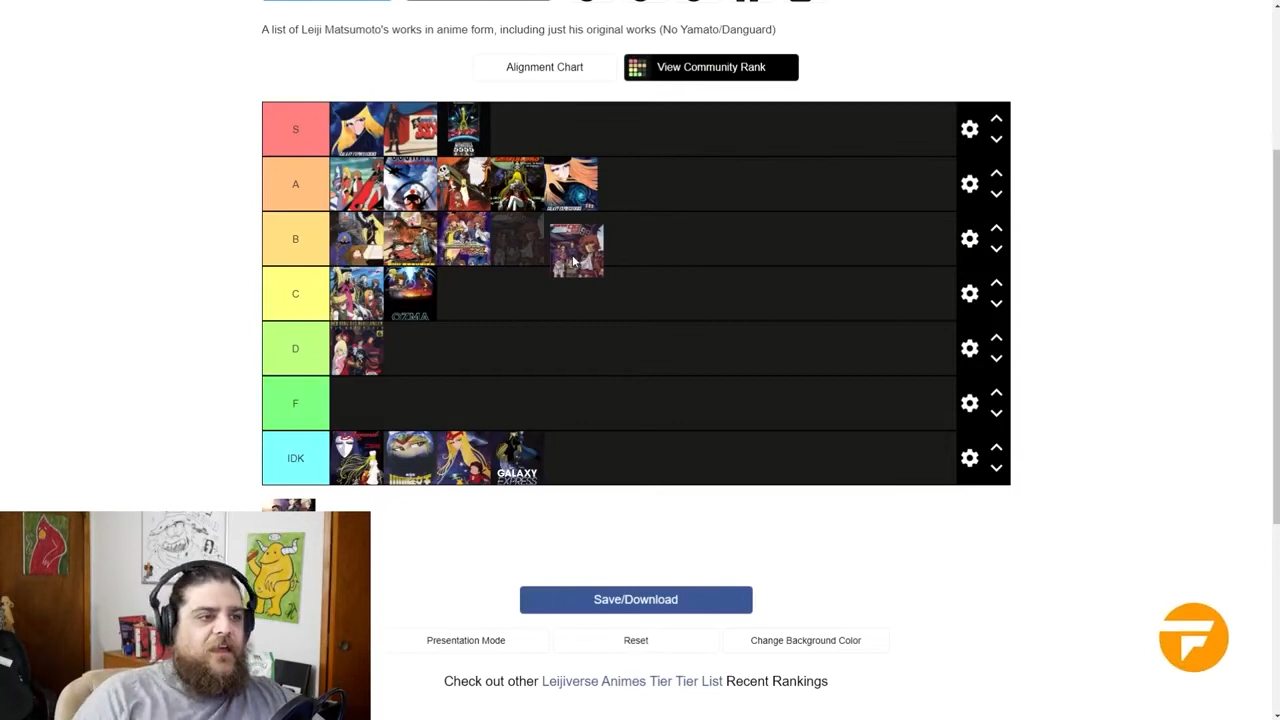 A list of Leiji Matsumoto's works in anime form, including just his original works (No Yamato/Danguard)
Alignment Chart
View Community Rank
S
A
B
C
OZMA
D
F
IDK
GALAXY EXPRESS
Save/Download
Presentation Mode
Reset
Change Background Color
Check out other Leijiverse Animes Tier Tier List Recent Rankings